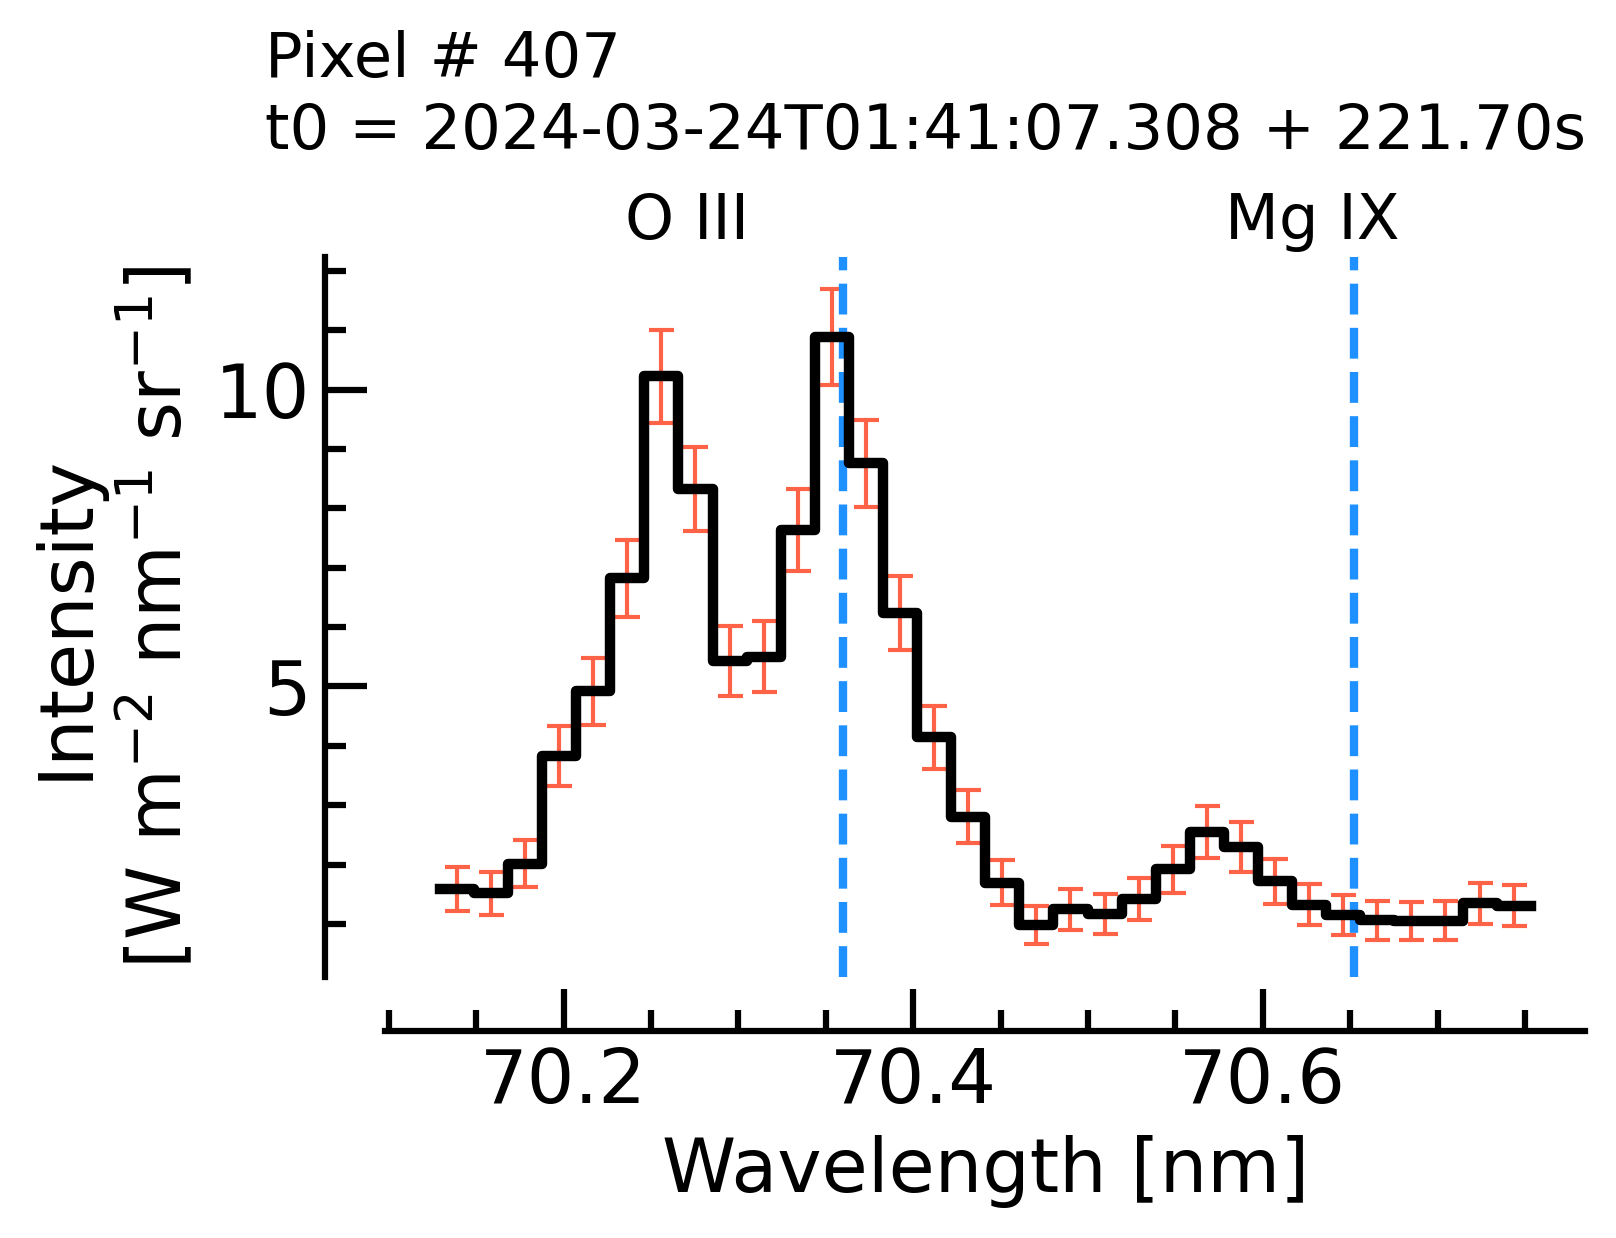 Pixel # 407
t0 = 2024-03-24T01:41:07.308 + 221.70s
O III
Mg IX
Intensity
[W m⁻² nm⁻¹ sr⁻¹]
10
5
70.2
70.4
70.6
Wavelength [nm]